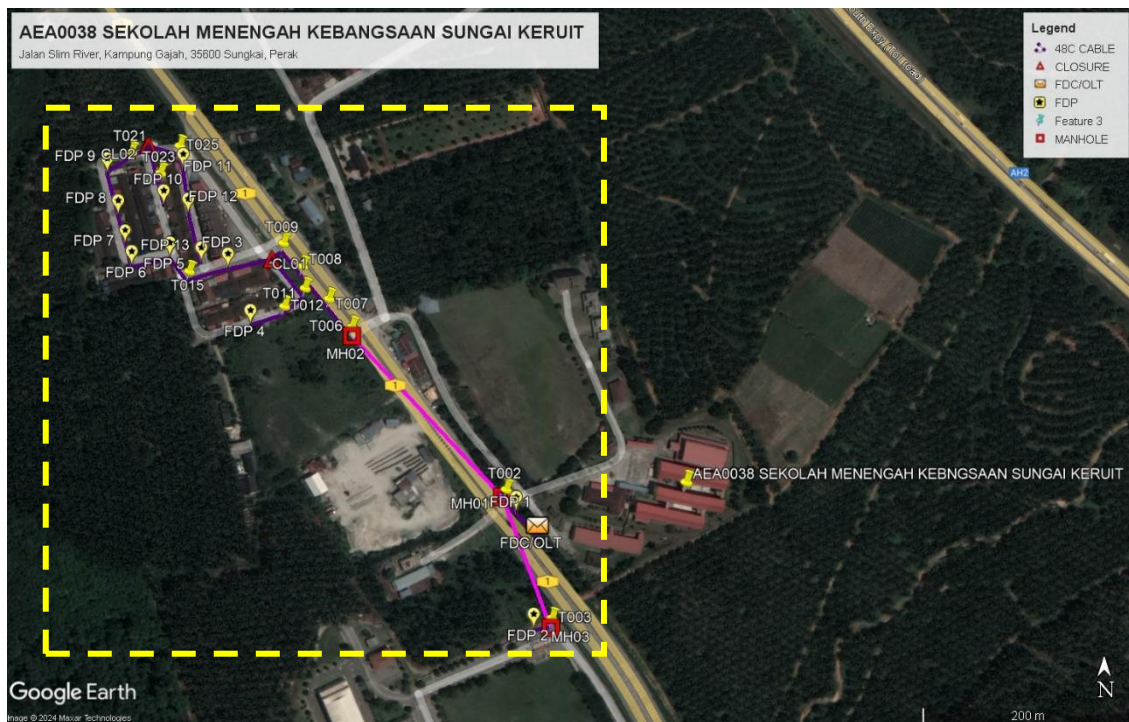 AEA0038 SEKOLAH MENENGAH KEBANGSAAN SUNGAI KERUIT
Jalan Slim River, Kampung Gajah, 35600 Sungkai, Perak
Legend
48C CABLE
CLOSURE
FDC/OLT
FDP
Feature 3
MANHOLE
AH2
T021
T025
FDP 9
CL02
T023
FDP 11
FDP 10
FDP 8
FDP 12
1
FDP 7
FDP 13
FDP 3
T009
FDP 6
FDP 5
CL01
T008
T015
T011
T012
T007
FDP 4
T006
MH02
1
T002
AEA0038 SEKOLAH MENENGAH KEBNGSAAN SUNGAI KERUIT
MH01
FDP 1
FDC/OLT
1
T003
FDP 2
MH03
N
Google Earth
Image © 2024 Maxar Technologies
200 m